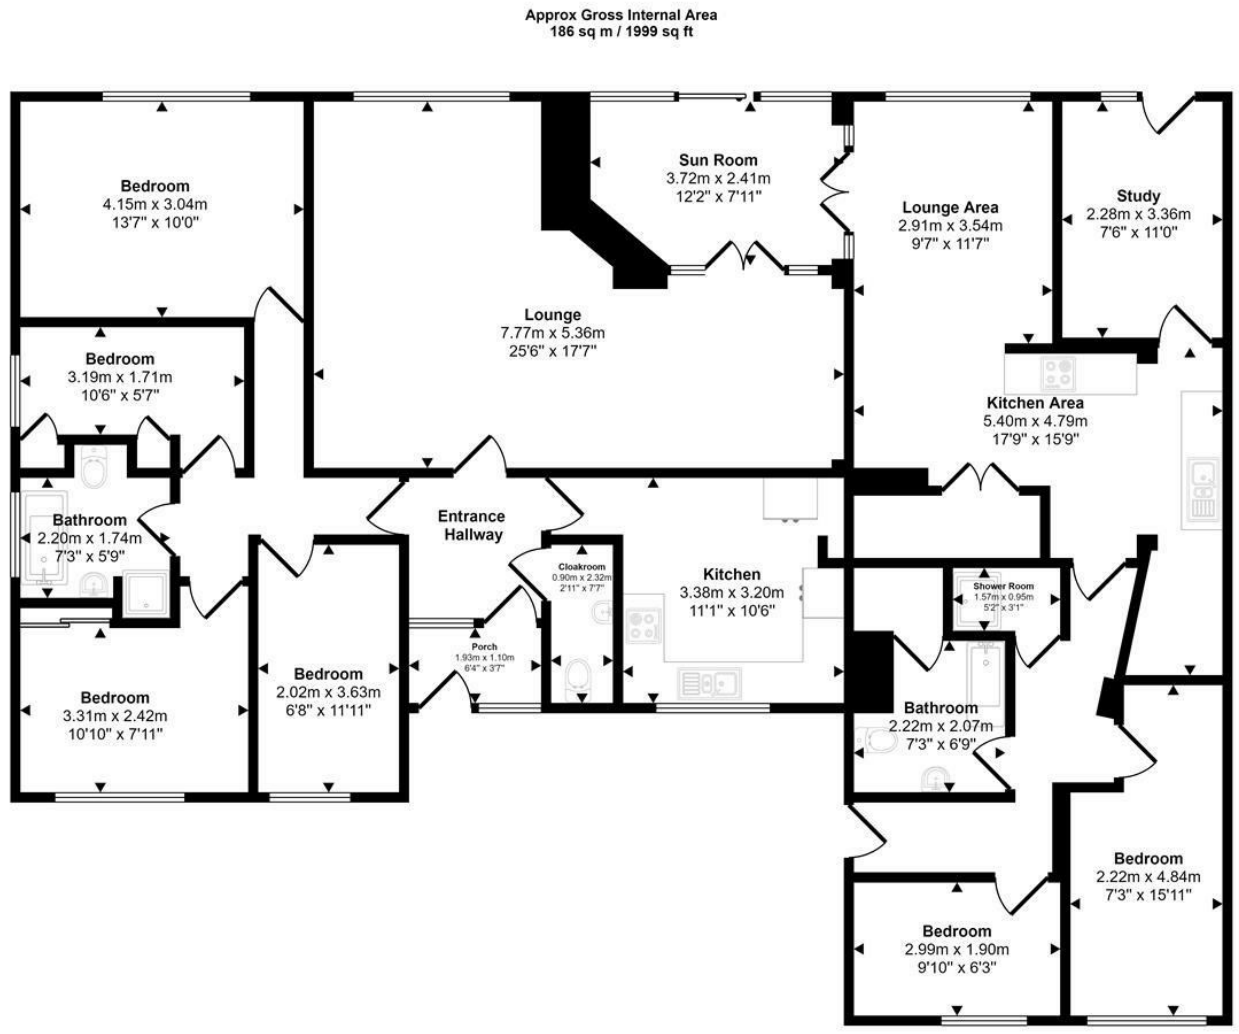 Approx Gross Internal Area
186 sq m / 1999 sq ft
Bedroom
4.15m x 3.04m
13'7" x 10'0"
Sun Room
3.72m x 2.41m
12'2" x 7'11"
Lounge Area
2.91m x 3.54m
9'7" x 11'7"
Study
2.28m x 3.36m
7'6" x 11'0"
Lounge
7.77m x 5.36m
25'6" x 17'7"
Bedroom
3.19m x 1.71m
10'6" x 5'7"
Kitchen Area
5.40m x 4.79m
17'9" x 15'9"
Bathroom
2.20m x 1.74m
7'3" x 5'9"
Entrance
Hallway
Cloakroom
0.90m x 2.32m
2'11" x 7'7"
Kitchen
3.38m x 3.20m
11'1" x 10'6"
Shower Room
1.57m x 0.95m
5'2" x 3'1"
Porch
1.93m x 1.10m
6'4" x 3'7"
Bedroom
3.31m x 2.42m
10'10" x 7'11"
Bedroom
2.02m x 3.63m
6'8" x 11'11"
Bathroom
2.22m x 2.07m
7'3" x 6'9"
Bedroom
2.22m x 4.84m
7'3" x 15'11"
Bedroom
2.99m x 1.90m
9'10" x 6'3"